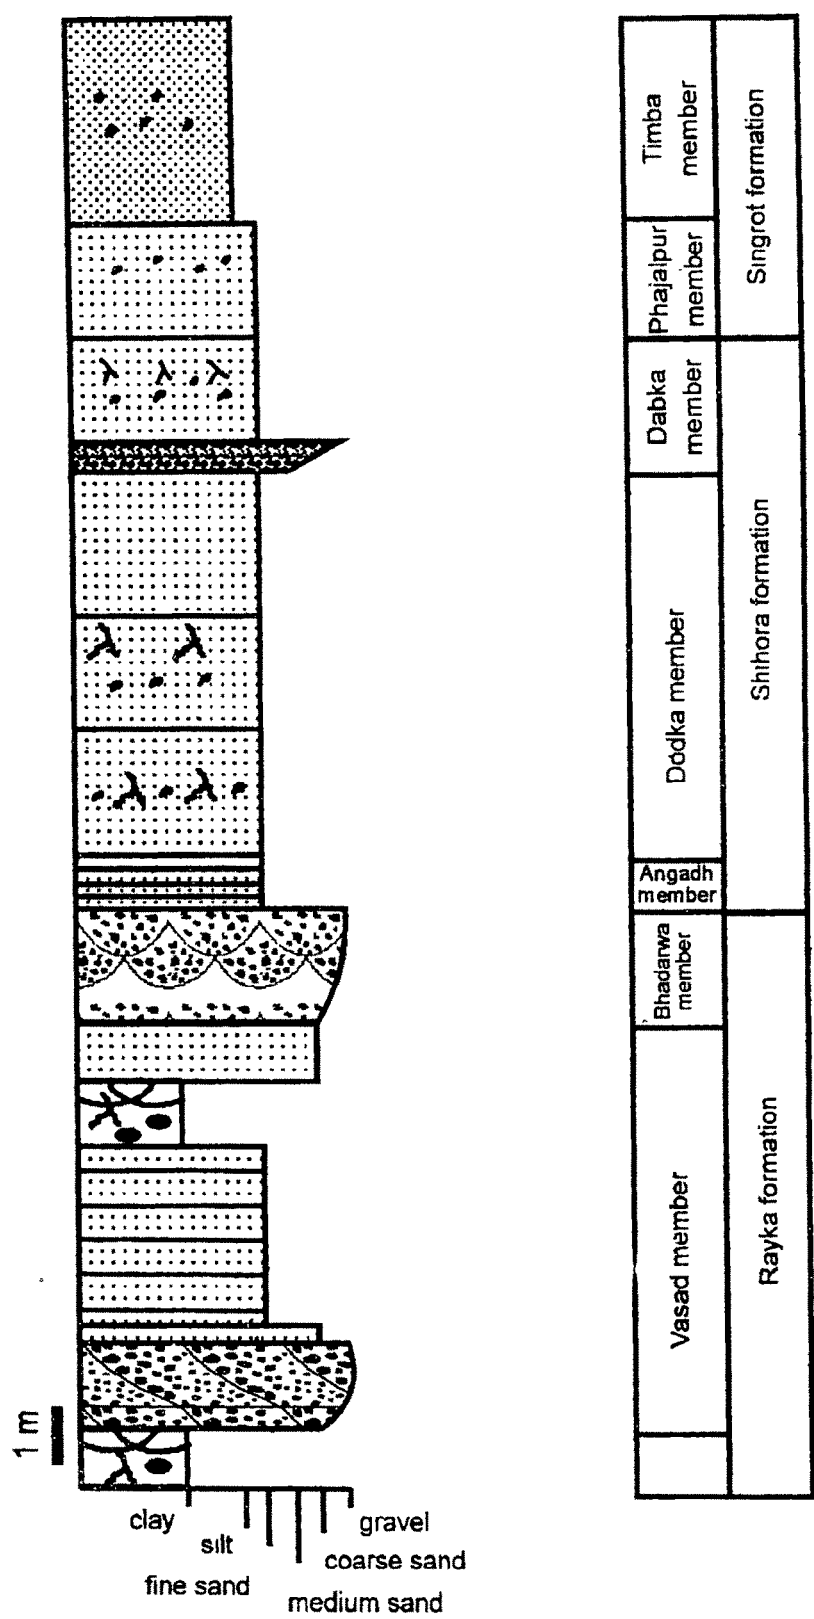 Timba
member
Phajalpur
member
Singrot formation
Dabka
member
Dodka member
Angadh
member
Shihora formation
Bhadarwa
member
Vasad member
Rayka formation
1 m
clay
silt
fine sand
gravel
coarse sand
medium sand